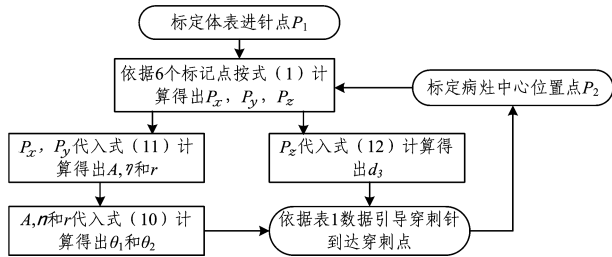 标定体表进针点P1
依据6个标记点按式（1）计
算得出Px，Py，Pz
标定病灶中心位置点P2
Px，Py代入式（11）计
算得出A,η和r
Pz代入式（12）计算得
出d3
A,n和r代入式（10）计
算得出θ1和θ2
依据表1数据引导穿刺针
到达穿刺点